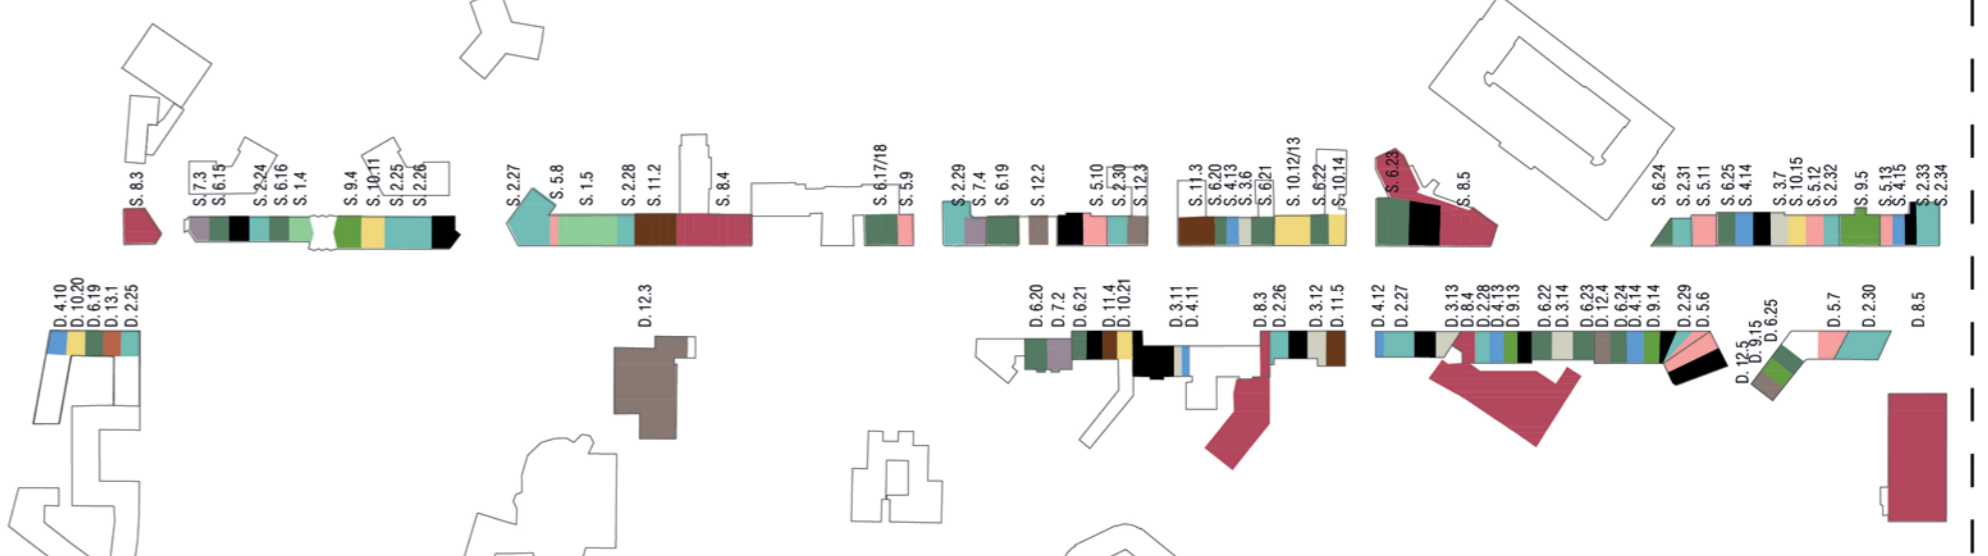 S. 8.3
S. 7.3
S. 6.15
S. 2.24
S. 6.16
S. 1.4
S. 9.4
S. 10.11
S. 2.25
S. 2.26
S. 2.27
S. 5.8
S. 1.5
S. 2.28
S. 11.2
S. 8.4
S. 6.17/18
S. 5.9
S. 2.29
S. 7.4
S. 6.19
S. 12.2
S. 5.10
S. 2.30
S. 12.3
S. 11.3
S. 6.20
S. 4.13
S. 3.6
S. 6.21
S. 10.12/13
S. 6.22
S. 10.14
S. 6.23
S. 8.5
S. 6.24
S. 2.31
S. 5.11
S. 6.25
S. 4.14
S. 3.7
S. 10.15
S. 5.12
S. 2.32
S. 9.5
S. 5.13
S. 4.15
S. 2.33
S. 2.34
D. 4.10
D. 10.20
D. 6.19
D. 13.1
D. 2.25
D. 12.3
D. 6.20
D. 7.2
D. 6.21
D. 11.4
D. 10.21
D. 3.11
D. 4.11
D. 8.3
D. 2.26
D. 3.12
D. 11.5
D. 4.12
D. 2.27
D. 3.13
D. 8.4
D. 2.28
D. 4.13
D. 9.13
D. 6.22
D. 3.14
D. 6.23
D. 12.4
D. 6.24
D. 4.14
D. 9.14
D. 2.29
D. 5.6
D. 12.5
D. 9.15
D. 6.25
D. 5.7
D. 2.30
D. 8.5